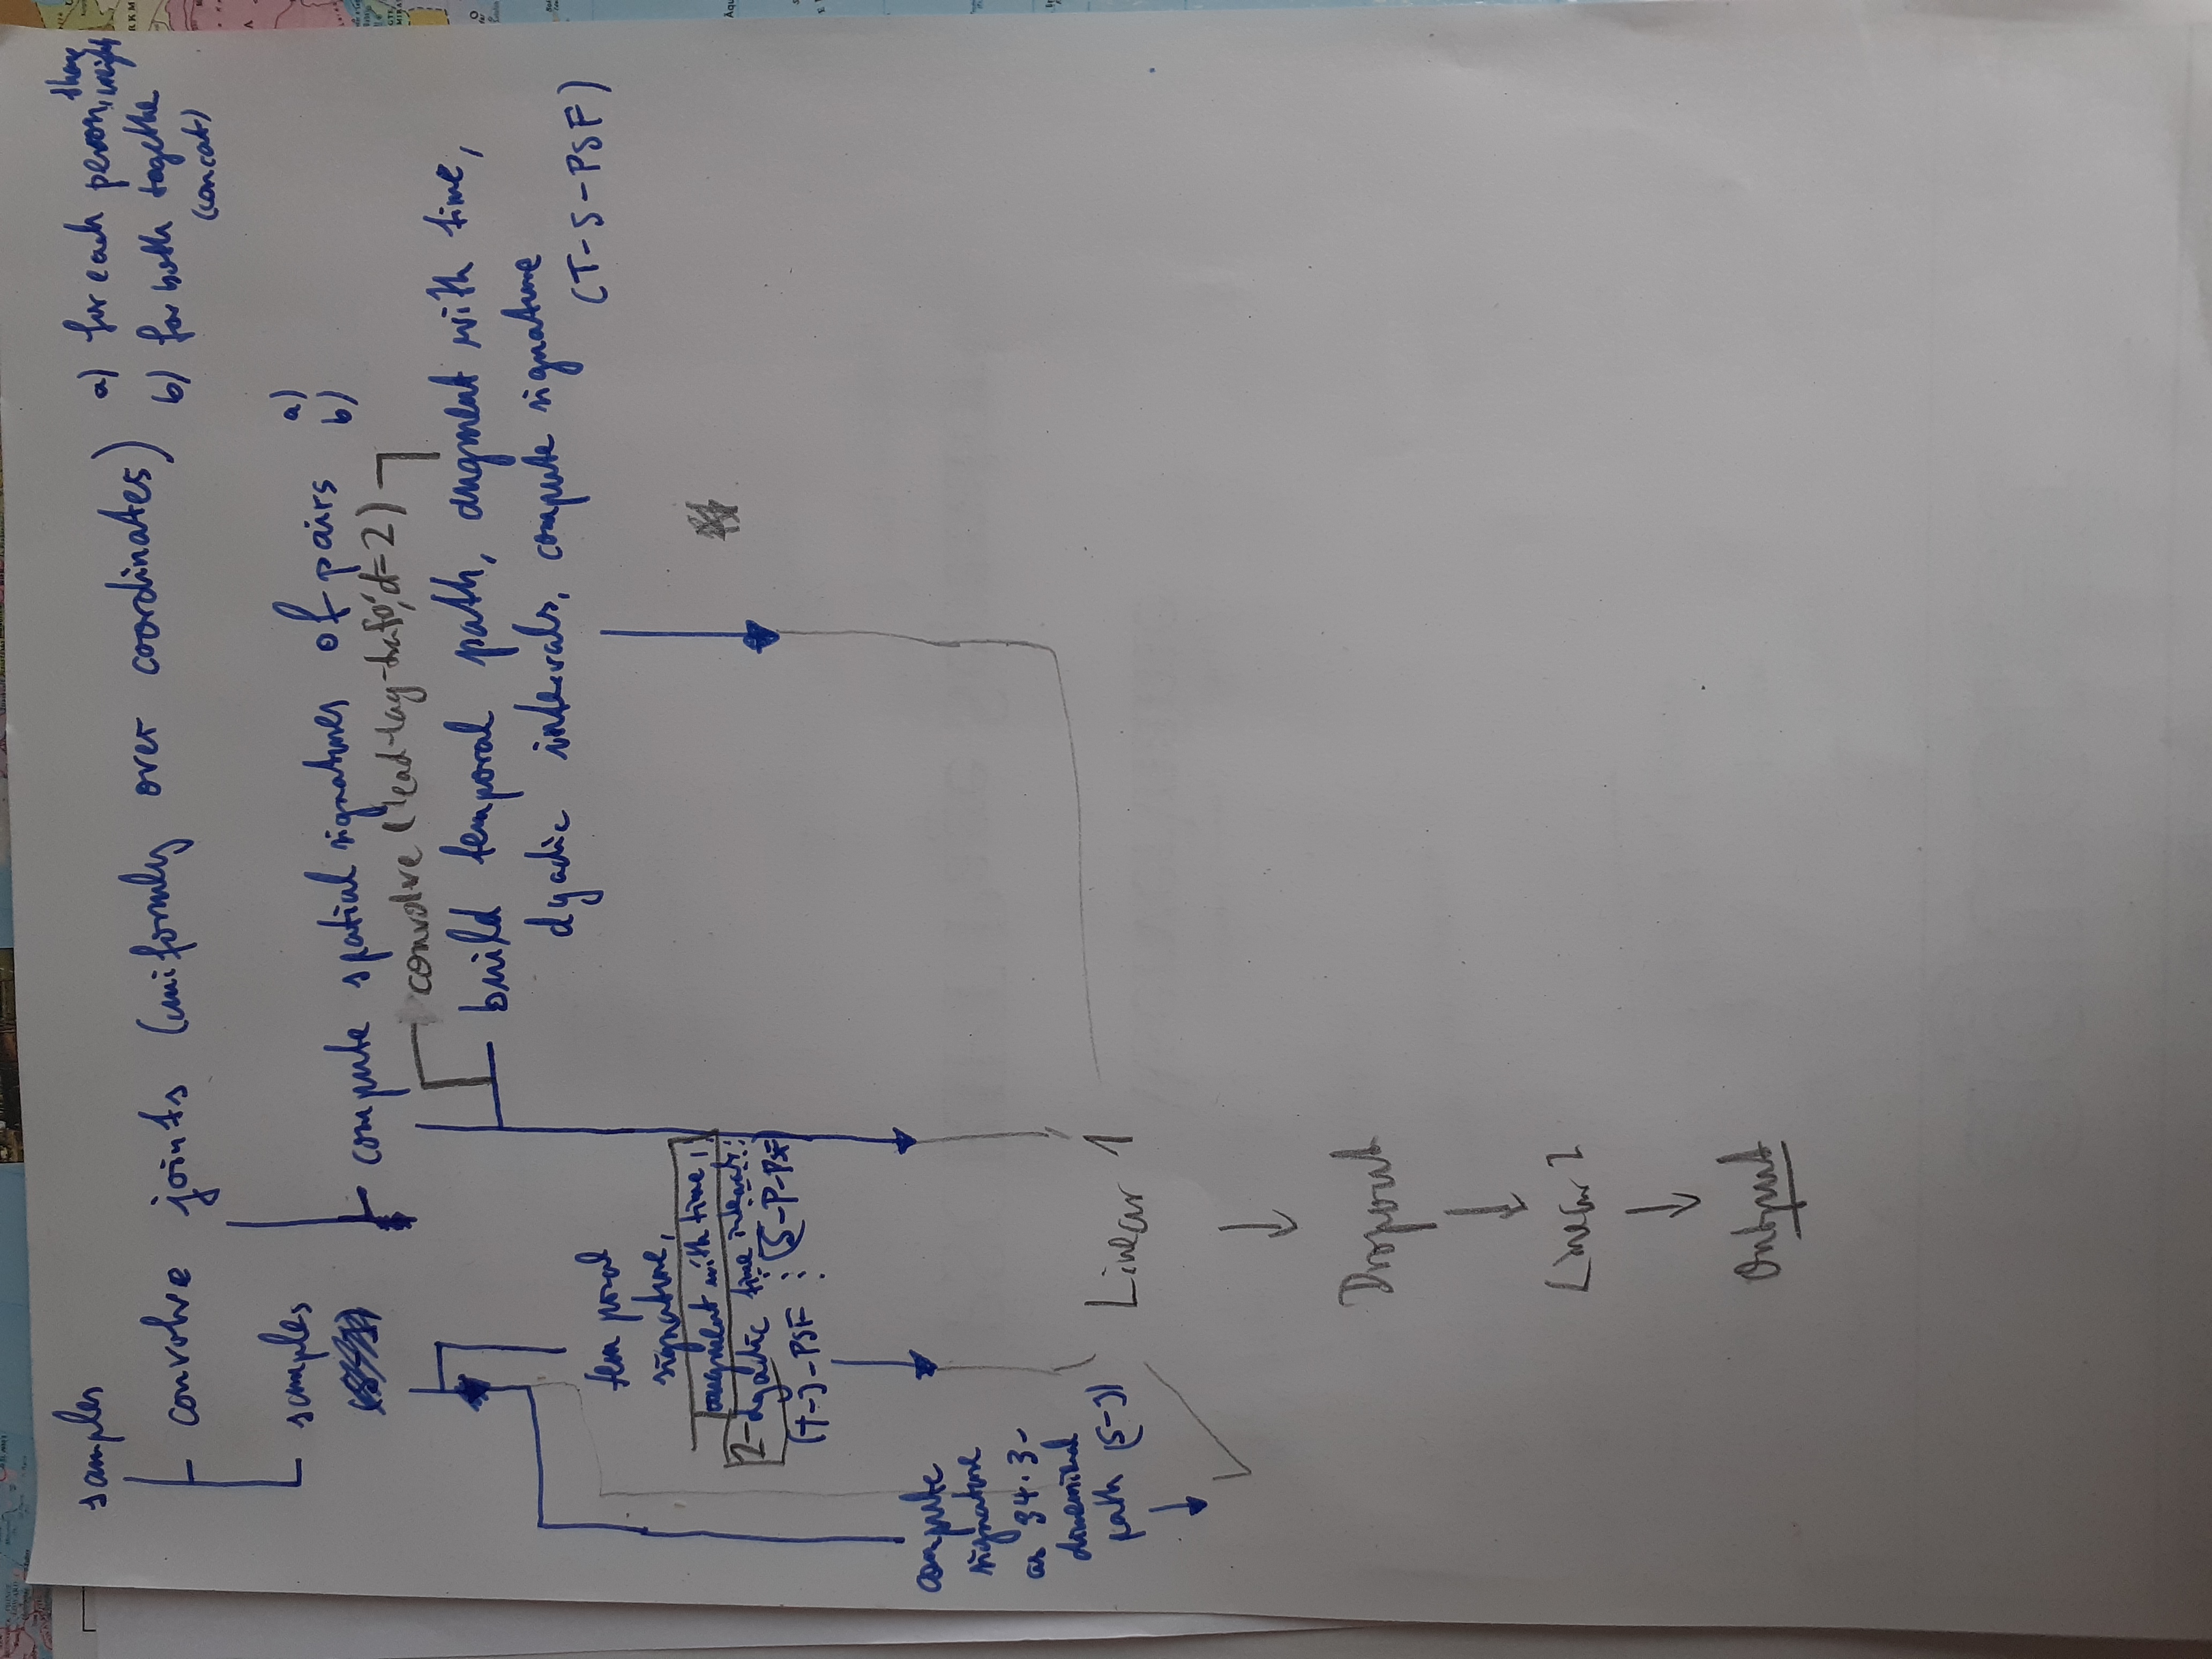 samples
convolve joints (uniformly over coordinates)
a) for each person, share weights
b) for both together
(concat)
samples
compute spatial signatures of pairs
a)
b)
convolve (lead-lag-trafo, d=2)
build temporal path, augment with time,
dyadic intervals, compute signature
(T-S-PSF)
temporal
signature,
augment with time,
2-dyadic time intervals
(T-J)-PSF
(S-P-PSF
compute
signature
as 34·3-
dimensional
path (S-J)
Linear 1
Dropout
Linear 2
Output